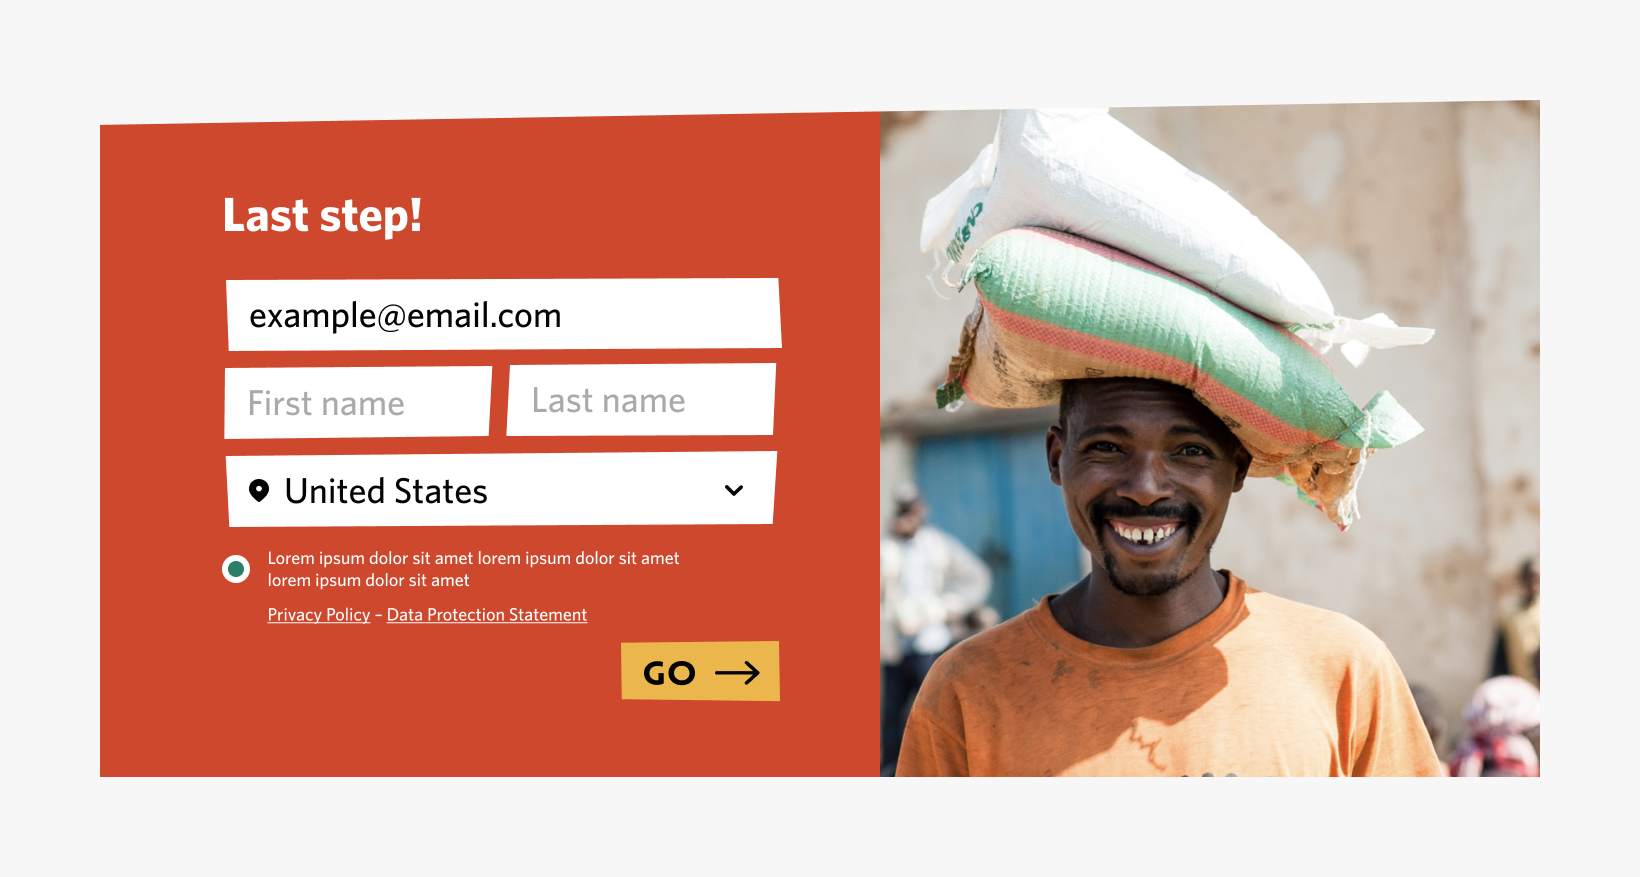 Last step!
example@email.com
First name
Last name
United States
Lorem ipsum dolor sit amet lorem ipsum dolor sit amet
lorem ipsum dolor sit amet
Privacy Policy – Data Protection Statement
GO